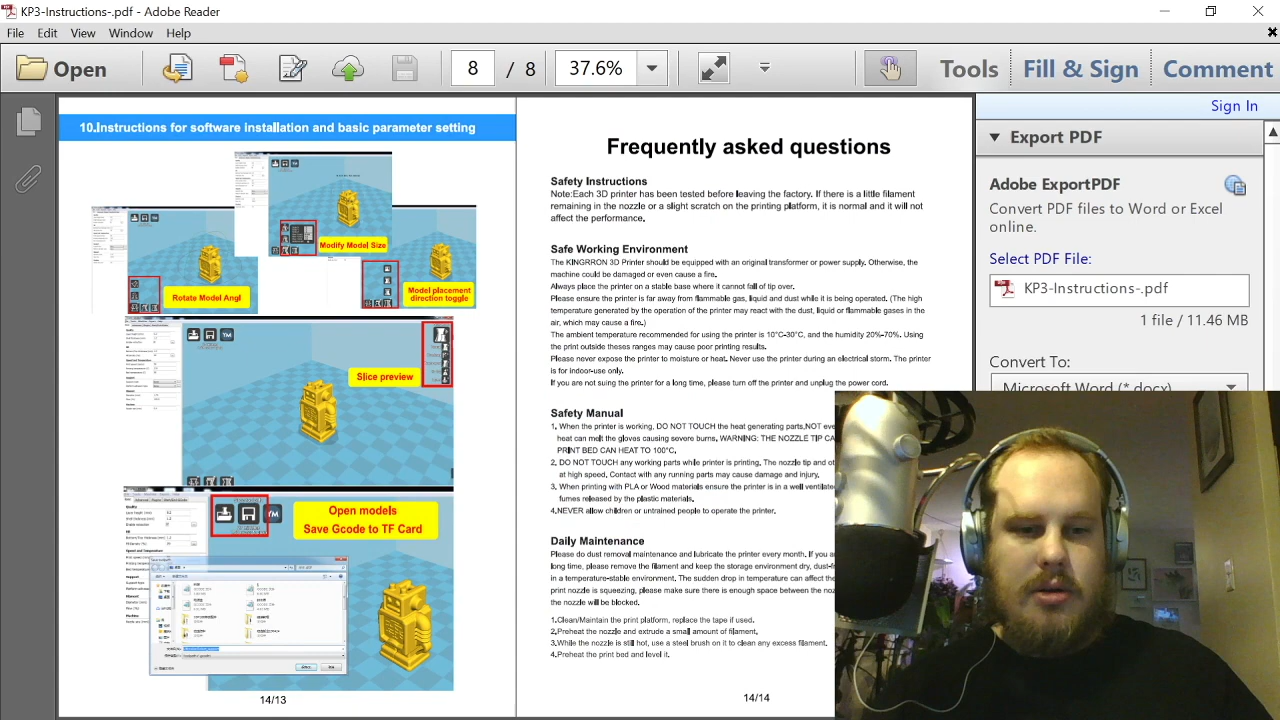 KP3-Instructions-.pdf - Adobe Reader
File Edit View Window Help
Open
8 / 8
37.6%
Tools
Fill & Sign
Comment
Sign In
10.Instructions for software installation and basic parameter setting
Modify Model Size
Rotate Model Angl
Model placement
direction toggle
YM
Slice preview
YM
Open models
Save Gcode to TF Card
14/13
Frequently asked questions
Safety Instructions
Note:Each 3D printer has been tested before leaving the factory. If there is a little filament
remaining in the nozzle or a slight scratch on the printing platform, it is normal and it will not
affect the performance.
Safe Working Environment
The KINGRRON 3D Printer should be equipped with an original transformer or power supply. Otherwise, the
machine could be damaged or even cause a fire.
Always place the printer on a stable base where it cannot fall of tip over.
Please ensure the printer is far away from flammable gas, liquid and dust while it is being operated. (The high
temperature generated by the operation of the printer may react with the dust, liquid or flammable gases in the
air, which may cause a fire.)
The ambient temperature recommended for using the printer is 10°C-30°C, and the humidity 20%-70%. Using
the print outside theses ranges may cause poor printing results.
Please never expose the printer to moisture or heat. Never use the printer during an electrical storm. The printer
is for indoor-use only.
If you are not suing the printer for a long time, please turn off the printer and unplug the power cord.
Safety Manual
1. When the printer is working, DO NOT TOUCH the heat generating parts,NOT eve
heat can melt the gloves causing severe burns. WARNING: THE NOZZLE TIP CA
PRINT BED CAN HEAT TO 100°C.
2. DO NOT TOUCH any working parts while printer is printing. The nozzle tip and ot
at high speed. Contact with any running parts may cause damage and injury.
3. When printing with PLA or Wood materials ensure the printer is in a well ventilate
fumes released by the plastic materials.
4.NEVER allow children or untrained people to operate the printer.
Daily Maintenance
Please do dust removal maintenance and lubricate the printer every month. If you a
long time, please remove the filament and keep the storage environment dry, dust-f
in a temperature stable environment. The sudden drop in temperature can affect the
print nozzle is squeezing, please make sure there is enough space between the no
the nozzle will be blocked.
1.Clean/Maintain the print platform, replace the tape if used.
2.Preheat the nozzle and extrude a small amount of filament.
3.While the nozzle is still hot, use a steel brush on it to clean any excess filament.
4.Preheat the print bed and level it.
14/14
Export PDF
Adobe ExportPDF
Convert PDF files to Word or Excel
online.
Select PDF File:
KP3-Instructions-.pdf
1 file / 11.46 MB
Convert To:
Microsoft Word (*.docx)